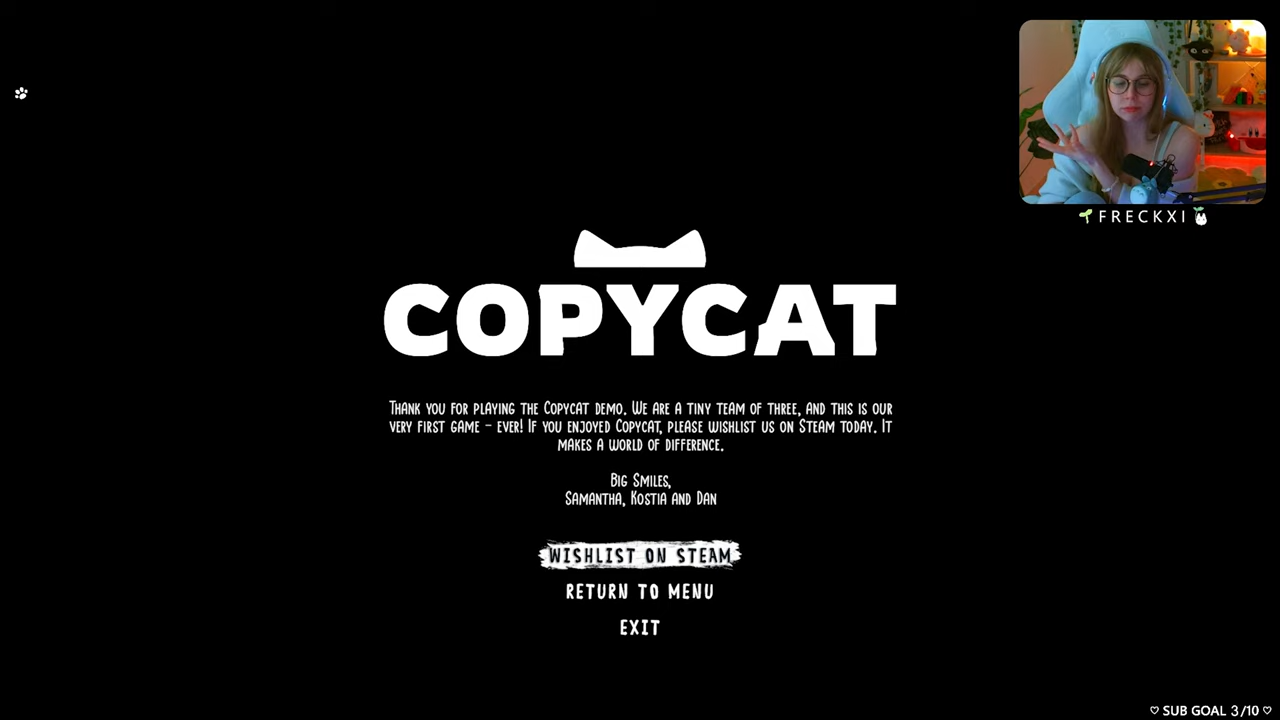 FRECKXI
COPYCAT
THANK YOU FOR PLAYING THE COPYCAT DEMO. WE ARE A TINY TEAM OF THREE, AND THIS IS OUR
VERY FIRST GAME - EVER! IF YOU ENJOYED COPYCAT, PLEASE WISHLIST US ON STEAM TODAY. IT
MAKES A WORLD OF DIFFERENCE.
BIG SMILES,
SAMANTHA, KOSTIA AND DAN
WISHLIST ON STEAM
RETURN TO MENU
EXIT
♡ SUB GOAL 3/10 ♡